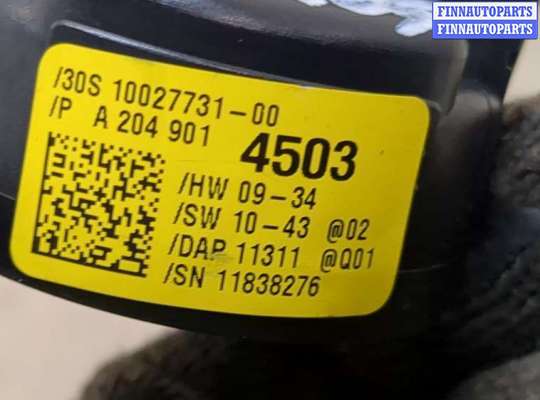 FINNAUTOPARTS
FINNAUTOPARTS
/30S 10027731-00
/P A 204 901 4503
/HW 09-34
/SW 10-43 @02
/DAP 11311 @Q01
/SN 11838276